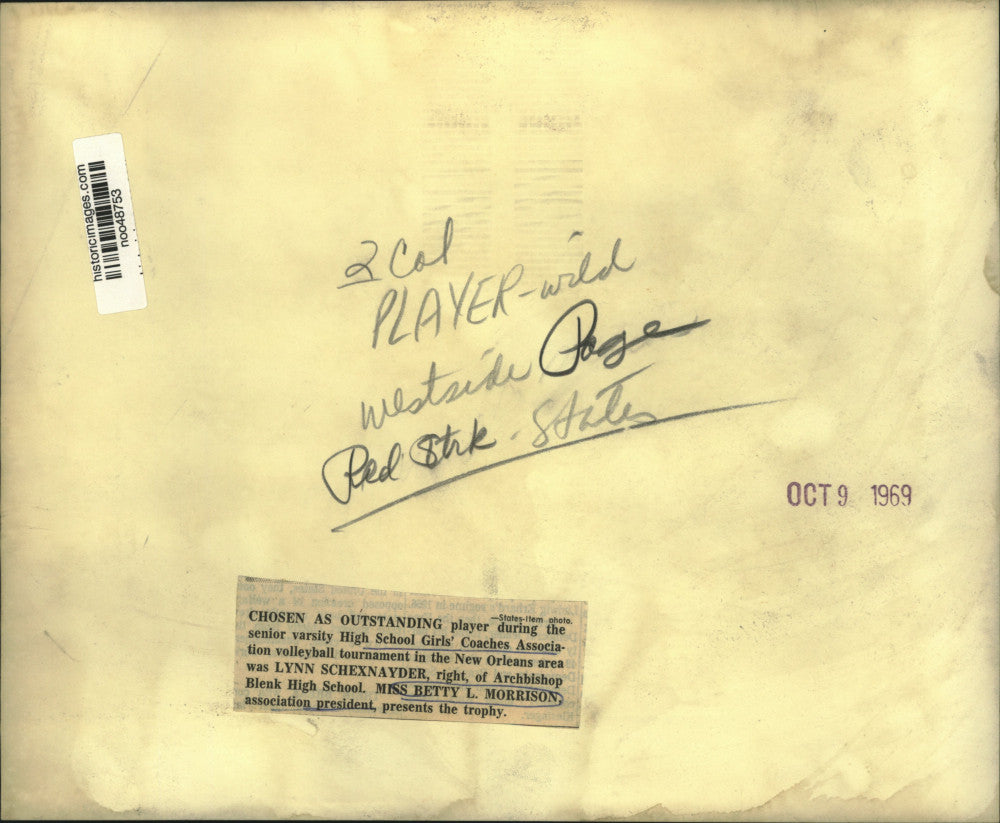 historicimages.com
noo48753
2 Col
PLAYER-wild
westside Page
Red Strk - States
OCT 9 1969
—States-Item photo.
CHOSEN AS OUTSTANDING player during the
senior varsity High School Girls' Coaches Associa-
tion volleyball tournament in the New Orleans area
was LYNN SCHEXNAYDER, right, of Archbishop
Blenk High School. MISS BETTY L. MORRISON,
association president, presents the trophy.